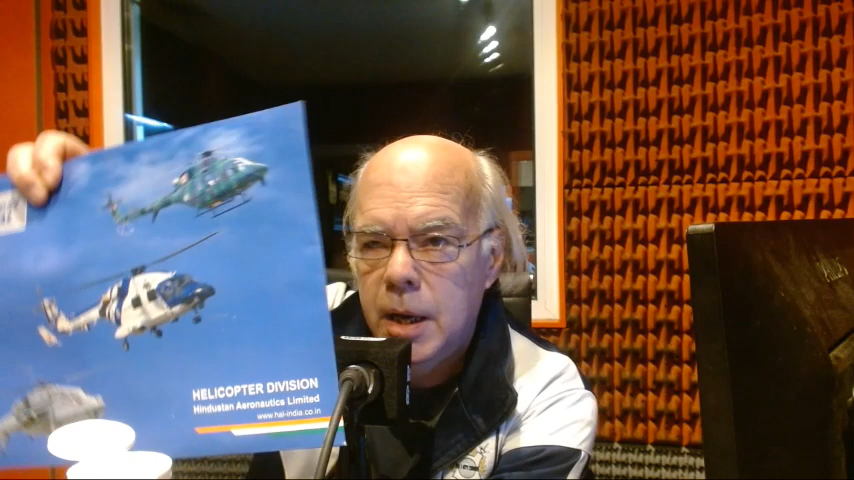 HELICOPTER DIVISION
Hindustan Aeronautics Limited
www.hal-india.co.in